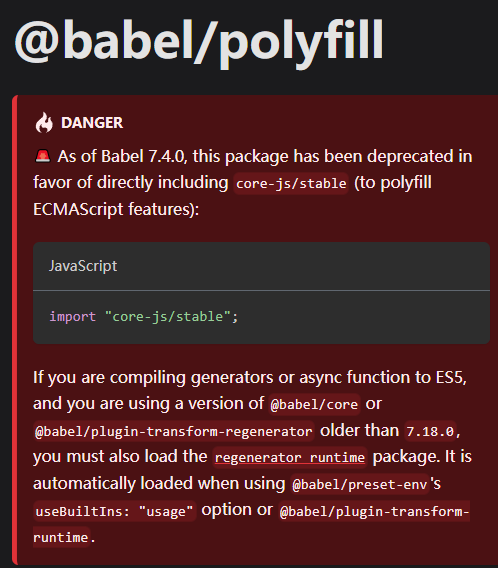 @babel/polyfill
DANGER
🚨 As of Babel 7.4.0, this package has been deprecated in
favor of directly including core-js/stable (to polyfill
ECMAScript features):
JavaScript
import "core-js/stable";
If you are compiling generators or async function to ES5,
and you are using a version of @babel/core or
@babel/plugin-transform-regenerator older than 7.18.0,
you must also load the regenerator runtime package. It is
automatically loaded when using @babel/preset-env's
useBuiltIns: "usage" option or @babel/plugin-transform-
runtime.